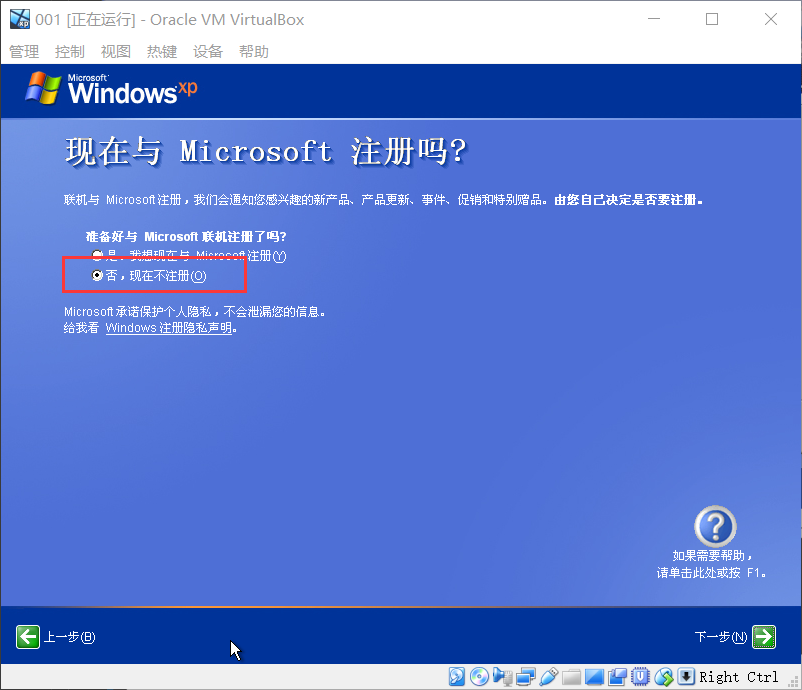 001 [正在运行] - Oracle VM VirtualBox
管理 控制 视图 热键 设备 帮助
Microsoft
Windows xp
现在与 Microsoft 注册吗?
联机与 Microsoft 注册，我们会通知您感兴趣的新产品、产品更新、事件、促销和特别赠品。由您自己决定是否要注册。
准备好与 Microsoft 联机注册了吗?
是，我想现在与 Microsoft 注册(Y)
否，现在不注册(O)
Microsoft 承诺保护个人隐私，不会泄漏您的信息。
给我看 Windows 注册隐私声明。
如果需要帮助，
请单击此处或按 F1。
上一步(B)
下一步(N)
Right Ctrl